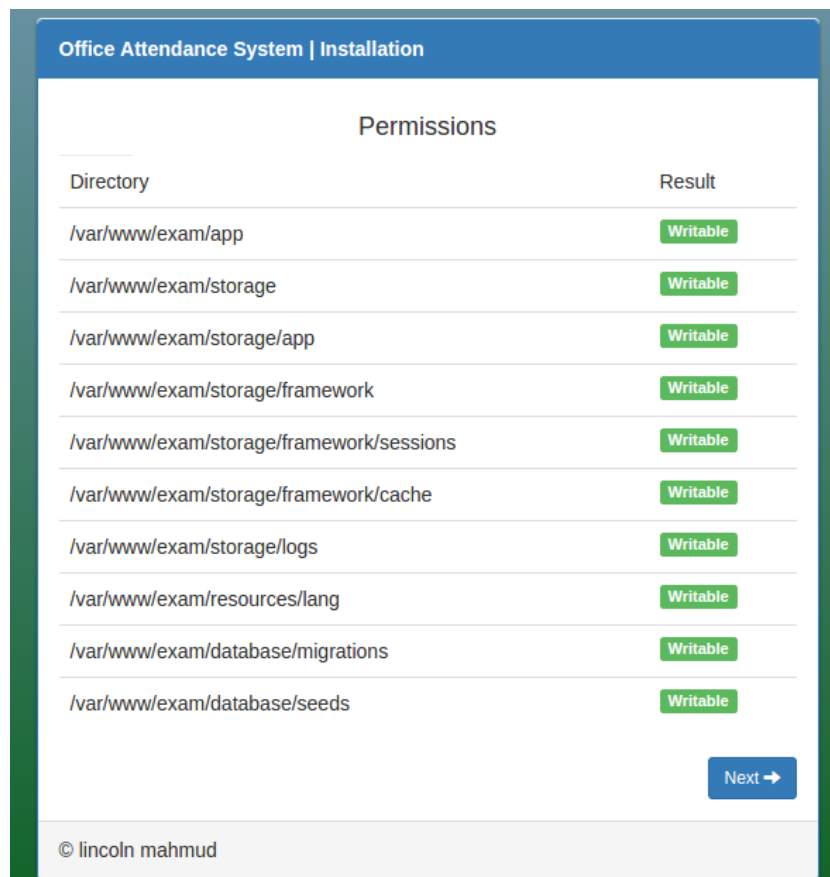 Office Attendance System | Installation
Permissions
Directory Result
/var/www/exam/app Writable
/var/www/exam/storage Writable
/var/www/exam/storage/app Writable
/var/www/exam/storage/framework Writable
/var/www/exam/storage/framework/sessions Writable
/var/www/exam/storage/framework/cache Writable
/var/www/exam/storage/logs Writable
/var/www/exam/resources/lang Writable
/var/www/exam/database/migrations Writable
/var/www/exam/database/seeds Writable
Next
© lincoln mahmud